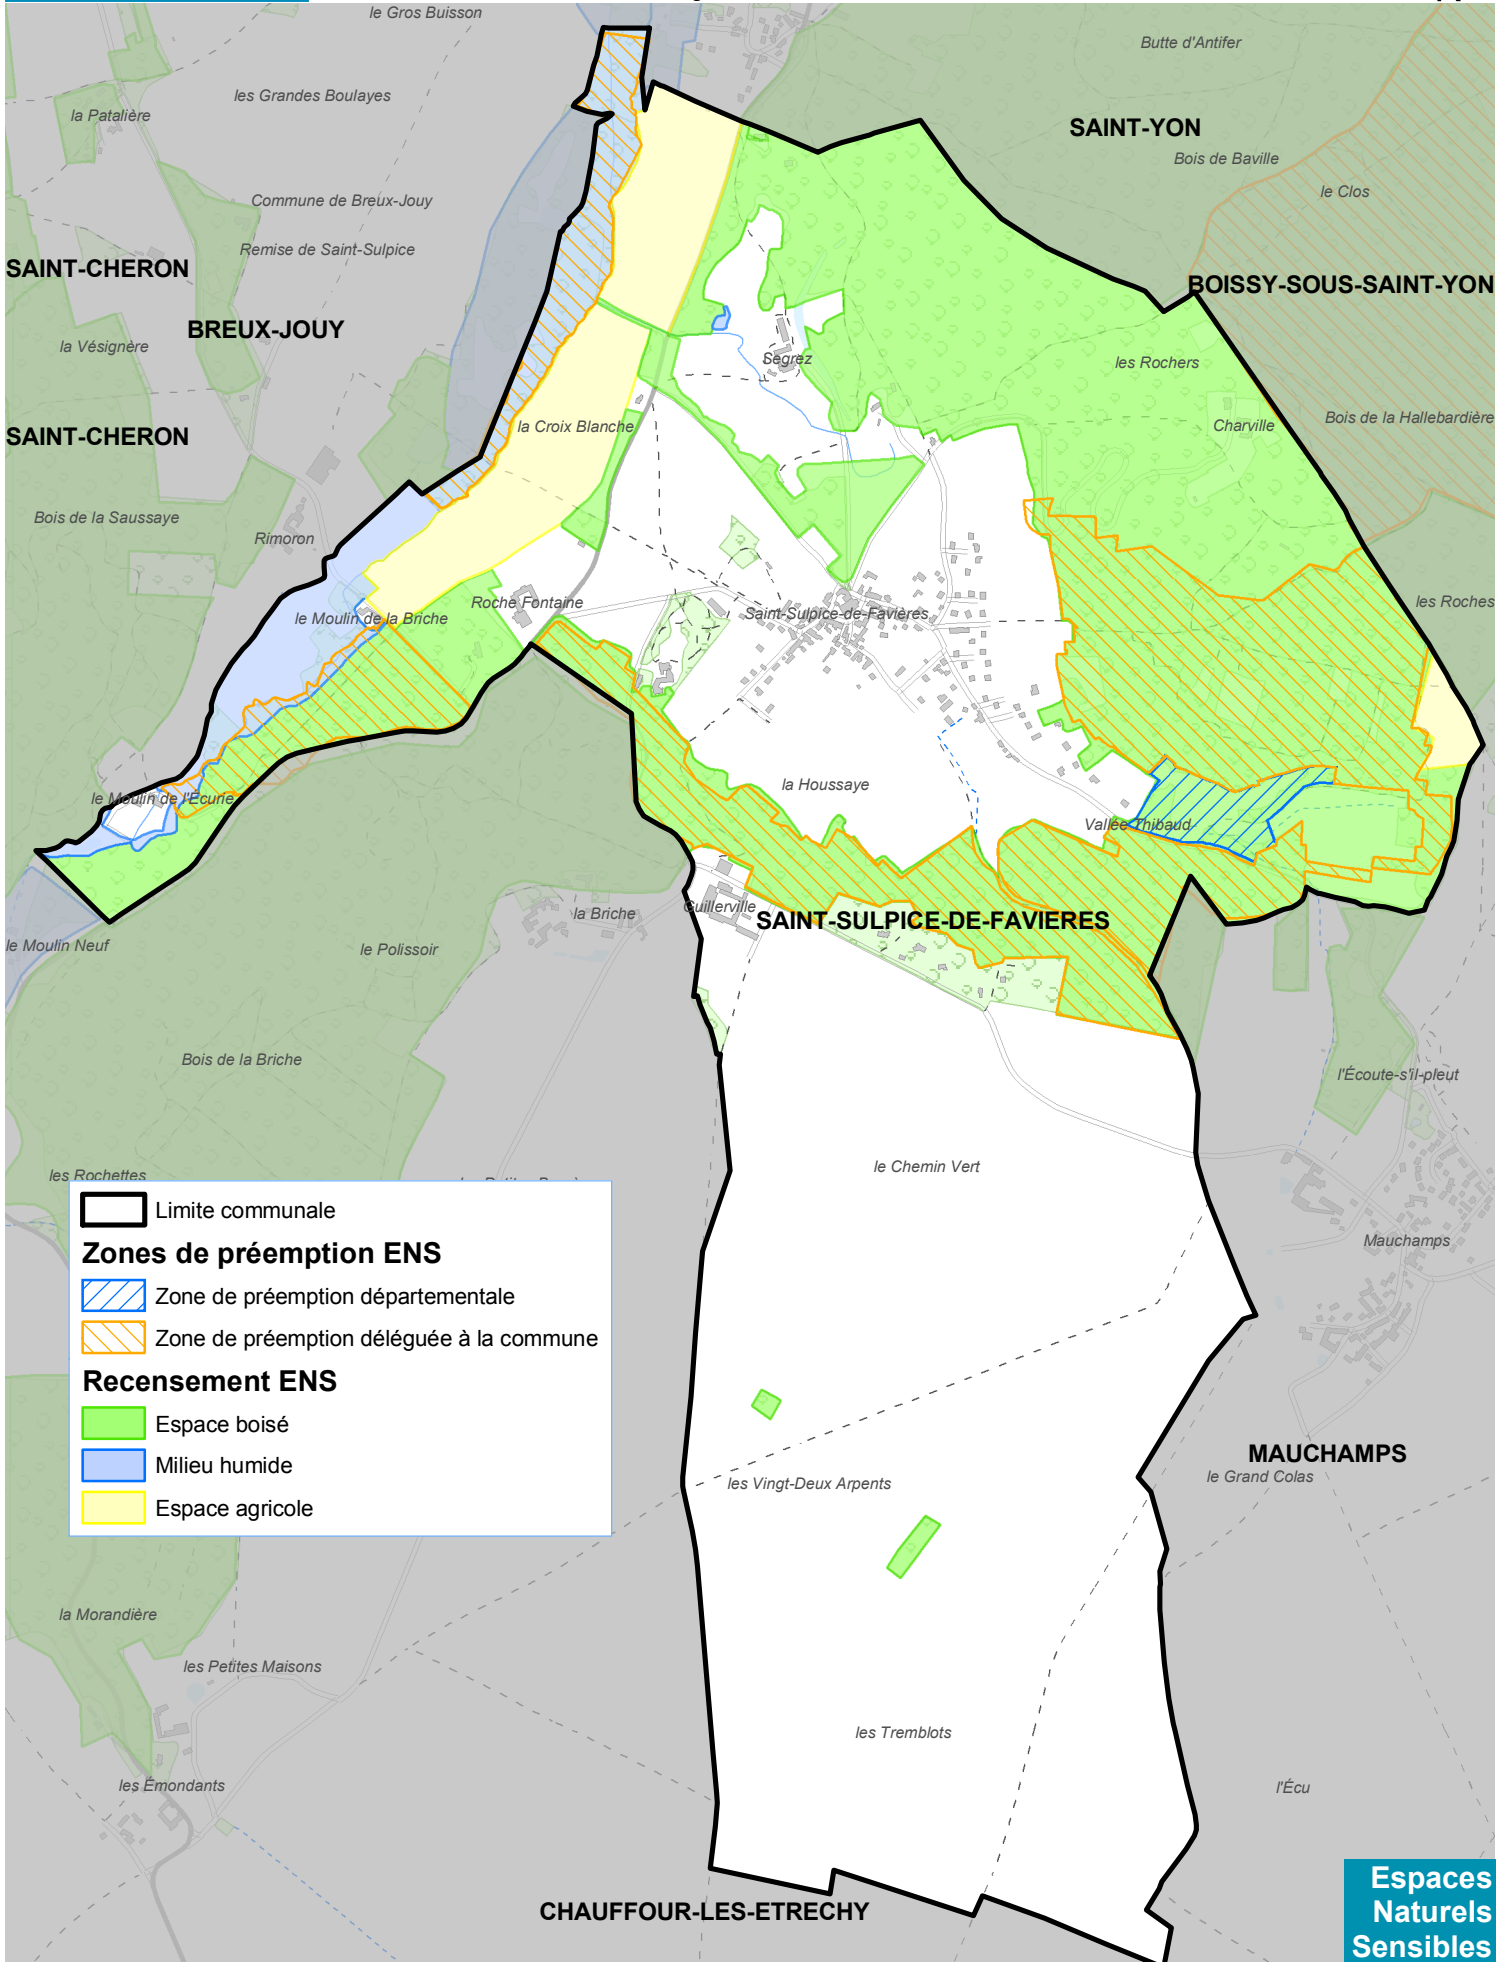 le Gros Buisson
Butte d'Antifer
les Grandes Boulayes
la Patalière
SAINT-YON
Bois de Baville
le Clos
Commune de Breux-Jouy
Remise de Saint-Sulpice
SAINT-CHERON
BOISSY-SOUS-SAINT-YON
BREUX-JOUY
la Vésignère
Segrez
les Rochers
Bois de la Hallebardière
la Croix Blanche
Charville
SAINT-CHERON
Bois de la Saussaye
Rimoron
les Roches
Roche Fontaine
le Moulin de la Briche
Saint-Sulpice-de-Favières
la Houssaye
le Moulin de l'Écurie
Vallée Thibaud
Guillerville
la Briche
SAINT-SULPICE-DE-FAVIERES
le Moulin Neuf
le Polissoir
Bois de la Briche
l'Écoute-s'il-pleut
le Chemin Vert
les Rochettes
Limite communale
Zones de préemption ENS
Mauchamps
Zone de préemption départementale
Zone de préemption déléguée à la commune
Recensement ENS
Espace boisé
Milieu humide
Espace agricole
MAUCHAMPS
le Grand Colas
les Vingt-Deux Arpents
la Morandière
les Petites Maisons
les Tremblots
les Émondants
l'Écu
CHAUFFOUR-LES-ETRECHY
Espaces
Naturels
Sensibles